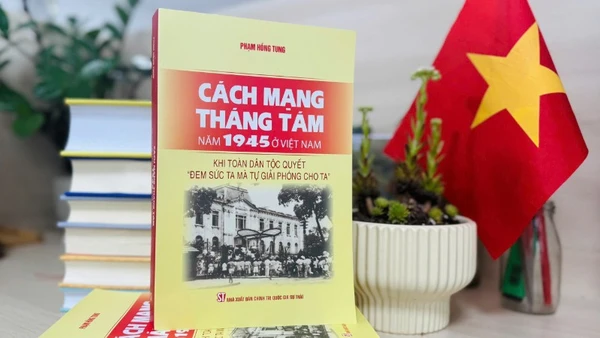 PHẠM HỒNG TUNG
CÁCH MẠNG
THÁNG TÁM
NĂM 1945 Ở VIỆT NAM
KHI TOÀN DÂN TỘC QUYẾT
"ĐEM SỨC TA MÀ TỰ GIẢI PHÓNG CHO TA"
ST NHÀ XUẤT BẢN CHÍNH TRỊ QUỐC GIA SỰ THẬT